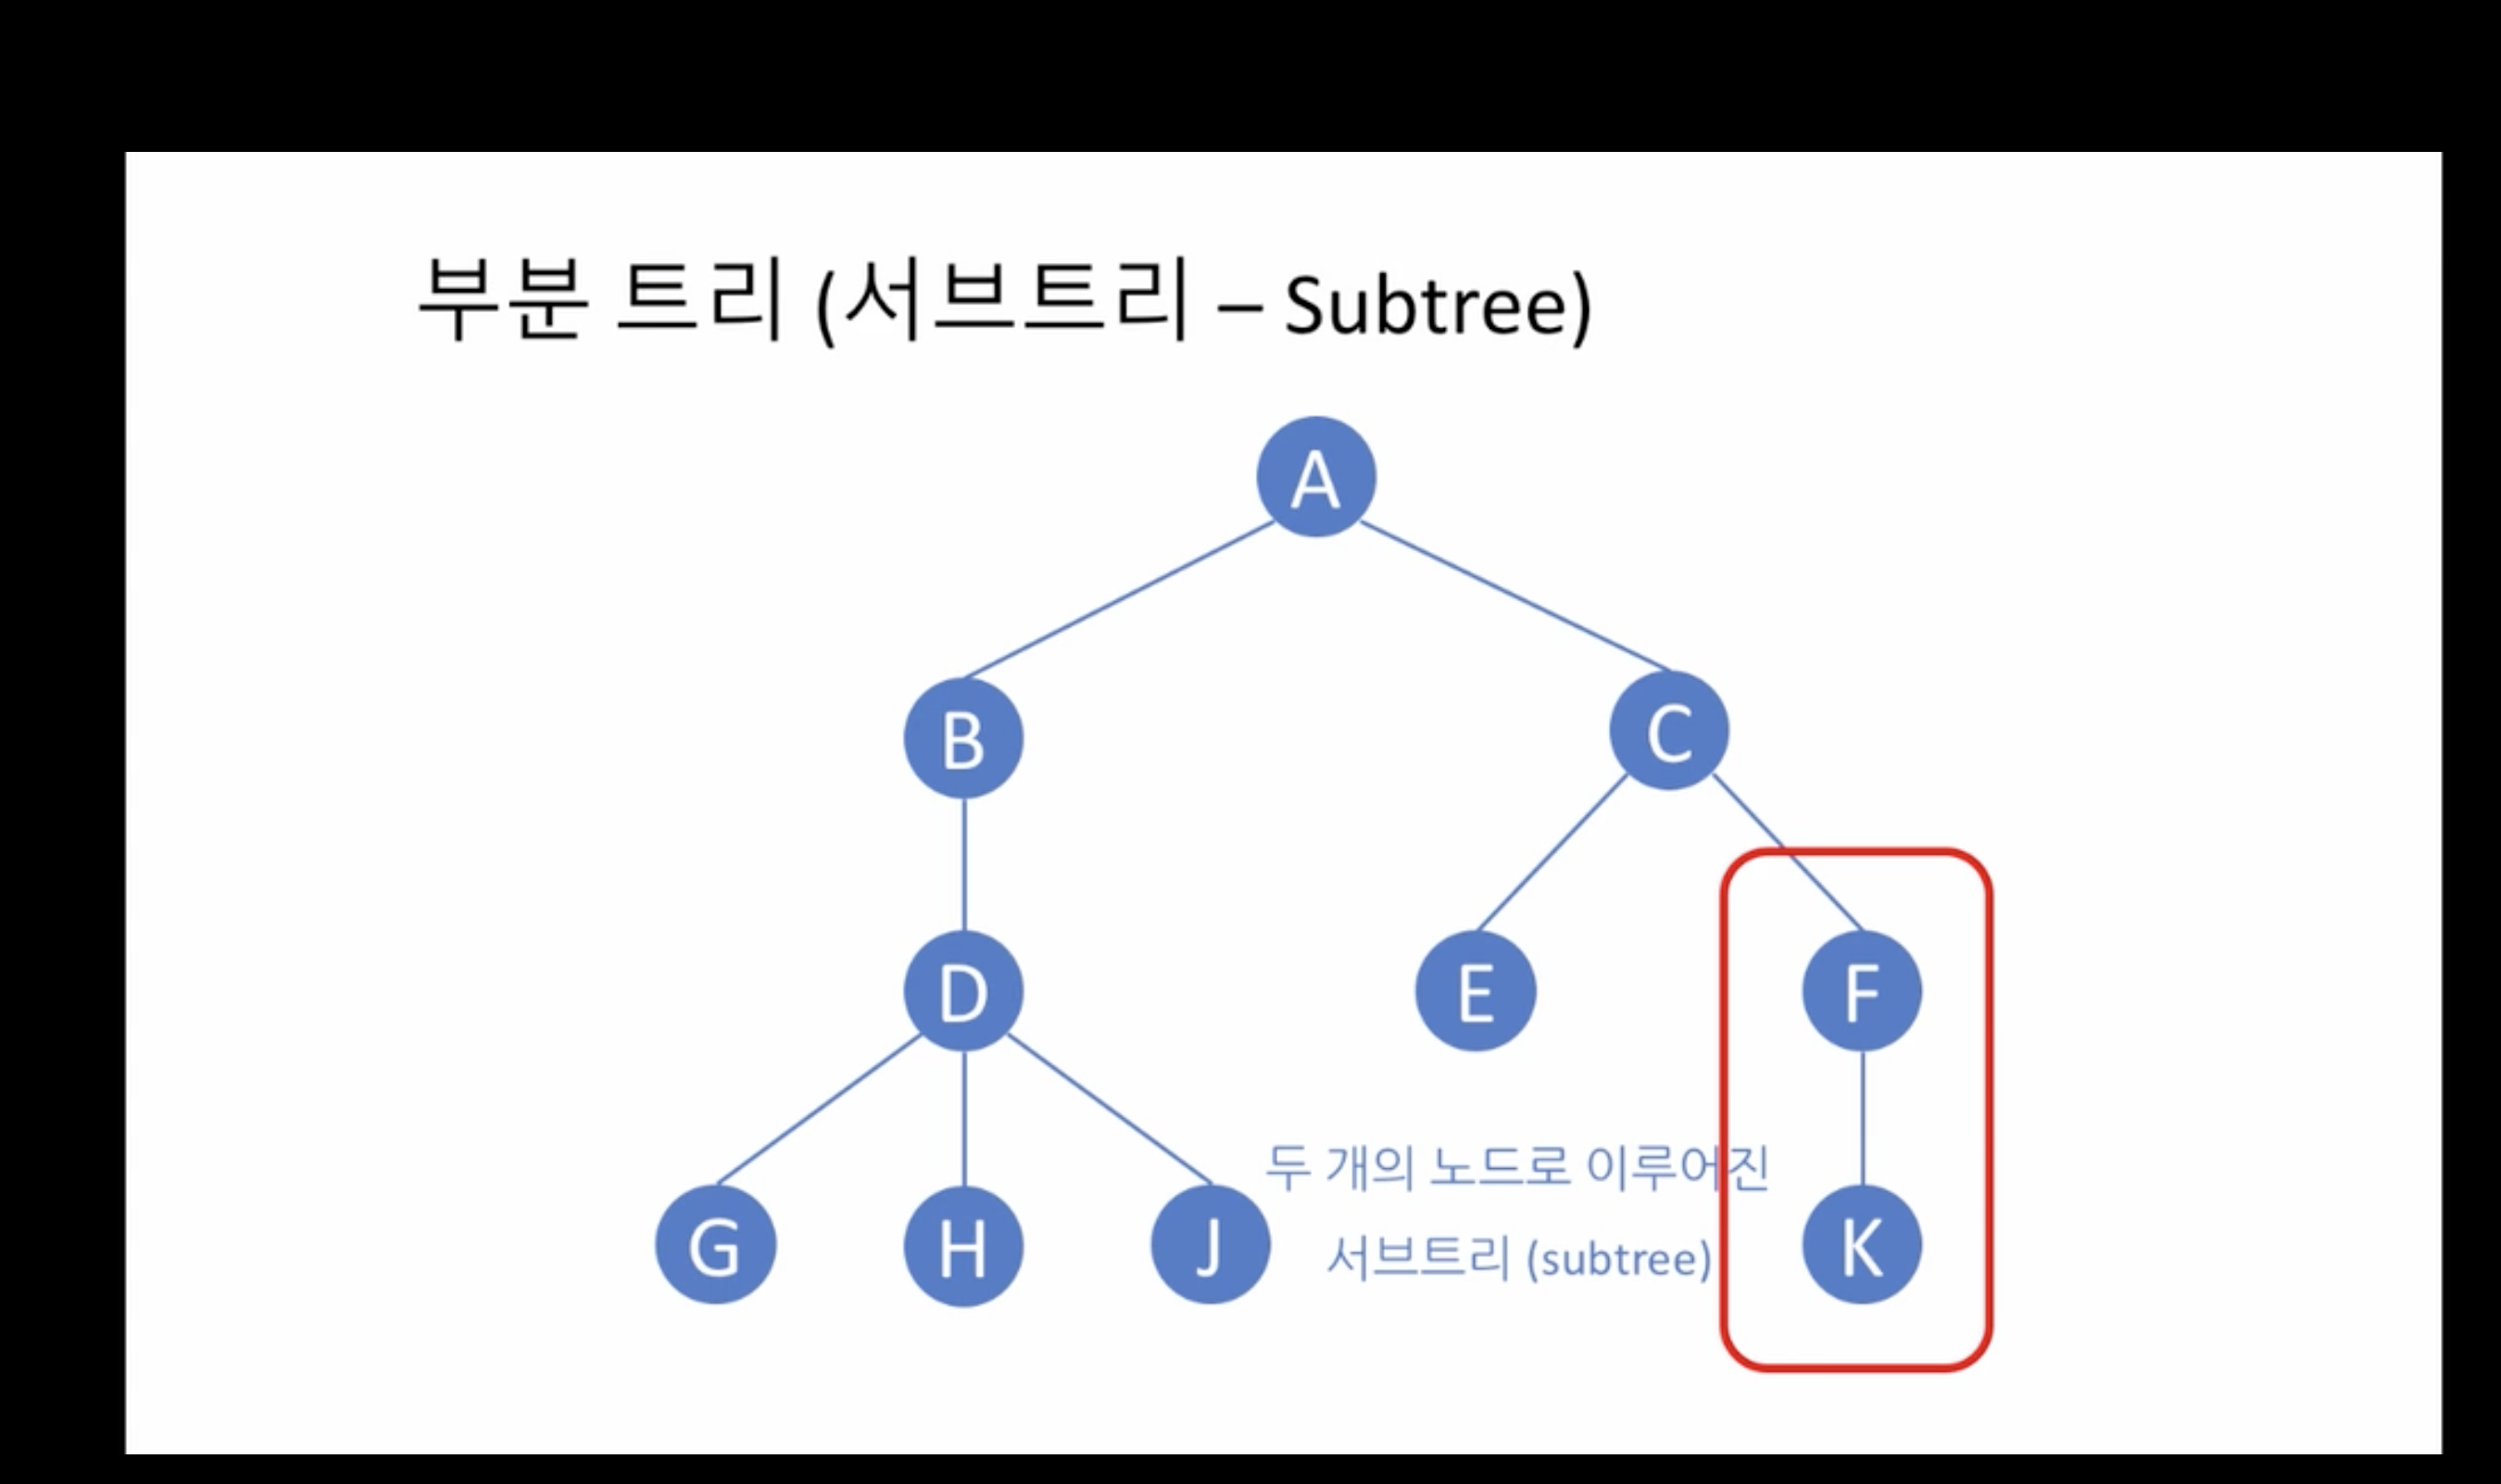 부분 트리 (서브트리 – Subtree)
A
B
C
D
E
F
두 개의 노드로 이루어진
서브트리 (subtree)
G
H
J
K